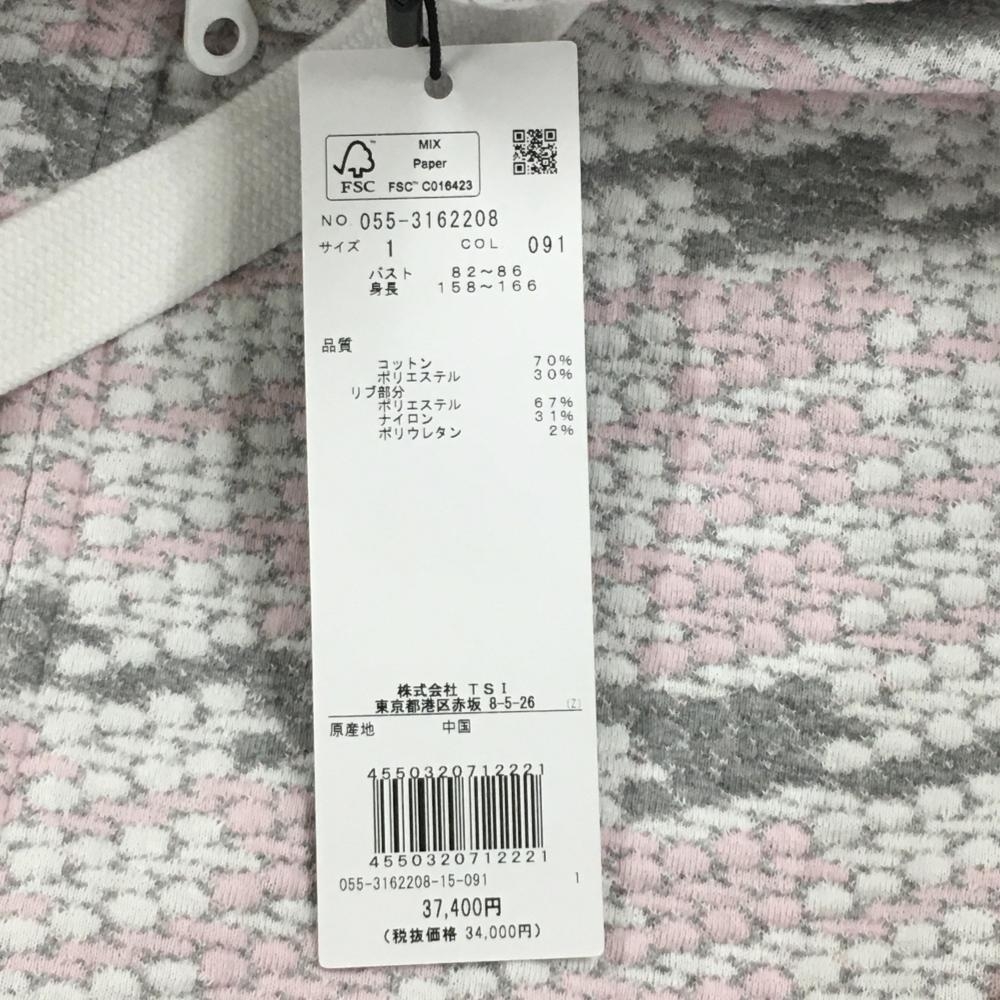 MIX
Paper
FSC™ C016423
FSC
NO. 055-3162208
サイズ 1 COL 091
バスト 82～86
身長 158～166
品質
コットン 70%
ポリエステル 30%
リブ部分
ポリエステル 67%
ナイロン 31%
ポリウレタン 2%
株式会社 TSI
東京都港区赤坂 8-5-26 (Z)
原産地 中国
4550320712221
4550320712221
055-3162208-15-091 1
37,400円
(税抜価格 34,000円)